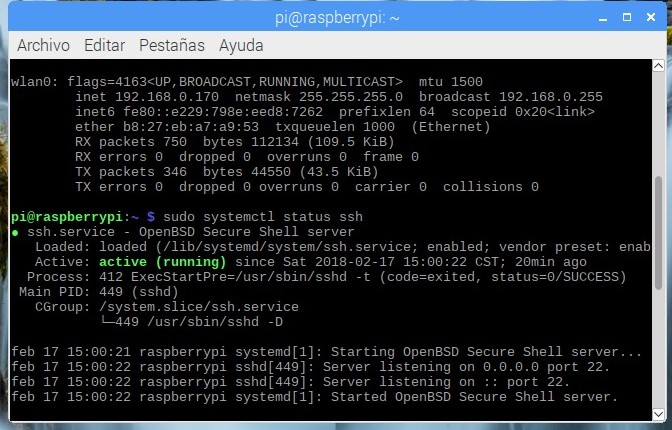 pi@raspberrypi: ~
Archivo Editar Pestañas Ayuda
wlan0: flags=4163<UP,BROADCAST,RUNNING,MULTICAST>  mtu 1500
        inet 192.168.0.170  netmask 255.255.255.0  broadcast 192.168.0.255
        inet6 fe80::e229:798e:eed8:7262  prefixlen 64  scopeid 0x20<link>
        ether b8:27:eb:a7:a9:53  txqueuelen 1000  (Ethernet)
        RX packets 750  bytes 112134 (109.5 KiB)
        RX errors 0  dropped 0  overruns 0  frame 0
        TX packets 346  bytes 44550 (43.5 KiB)
        TX errors 0  dropped 0 overruns 0  carrier 0  collisions 0
pi@raspberrypi:~ $ sudo systemctl status ssh
● ssh.service - OpenBSD Secure Shell server
   Loaded: loaded (/lib/systemd/system/ssh.service; enabled; vendor preset: enab
   Active: active (running) since Sat 2018-02-17 15:00:22 CST; 20min ago
  Process: 412 ExecStartPre=/usr/sbin/sshd -t (code=exited, status=0/SUCCESS)
 Main PID: 449 (sshd)
   CGroup: /system.slice/ssh.service
           └─449 /usr/sbin/sshd -D
feb 17 15:00:21 raspberrypi systemd[1]: Starting OpenBSD Secure Shell server...
feb 17 15:00:22 raspberrypi sshd[449]: Server listening on 0.0.0.0 port 22.
feb 17 15:00:22 raspberrypi sshd[449]: Server listening on :: port 22.
feb 17 15:00:22 raspberrypi systemd[1]: Started OpenBSD Secure Shell server.